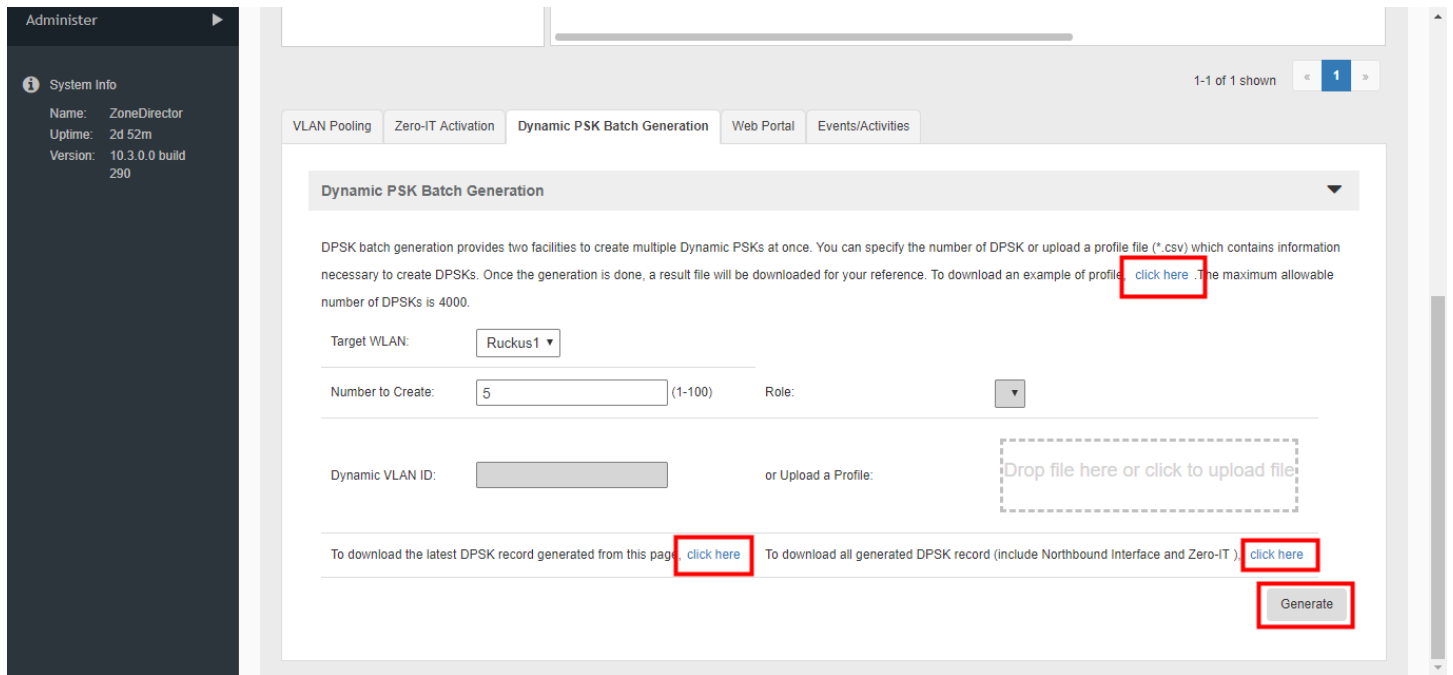 Administer
System Info
Name: ZoneDirector
Uptime: 2d 52m
Version: 10.3.0.0 build
290
1-1 of 1 shown « 1 »
VLAN Pooling Zero-IT Activation Dynamic PSK Batch Generation Web Portal Events/Activities
Dynamic PSK Batch Generation
DPSK batch generation provides two facilities to create multiple Dynamic PSKs at once. You can specify the number of DPSK or upload a profile file (*.csv) which contains information
necessary to create DPSKs. Once the generation is done, a result file will be downloaded for your reference. To download an example of profile, click here .The maximum allowable
number of DPSKs is 4000.
Target WLAN: Ruckus1
Number to Create: 5 (1-100) Role:
Dynamic VLAN ID: or Upload a Profile: Drop file here or click to upload file
To download the latest DPSK record generated from this page, click here To download all generated DPSK record (include Northbound Interface and Zero-IT ), click here
Generate